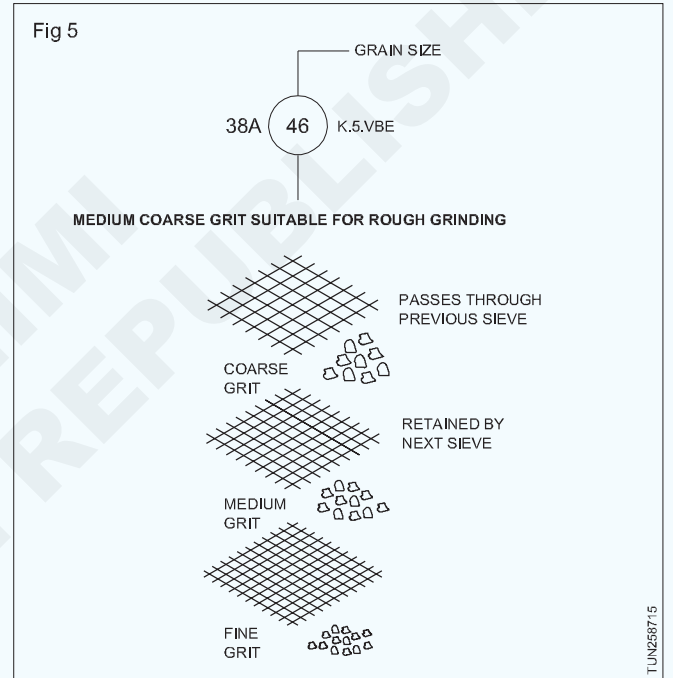 Fig 5
GRAIN SIZE
38A 46 K.5.VBE
MEDIUM COARSE GRIT SUITABLE FOR ROUGH GRINDING
PASSES THROUGH
PREVIOUS SIEVE
COARSE
GRIT
RETAINED BY
NEXT SIEVE
MEDIUM
GRIT
FINE
GRIT
TUN258715